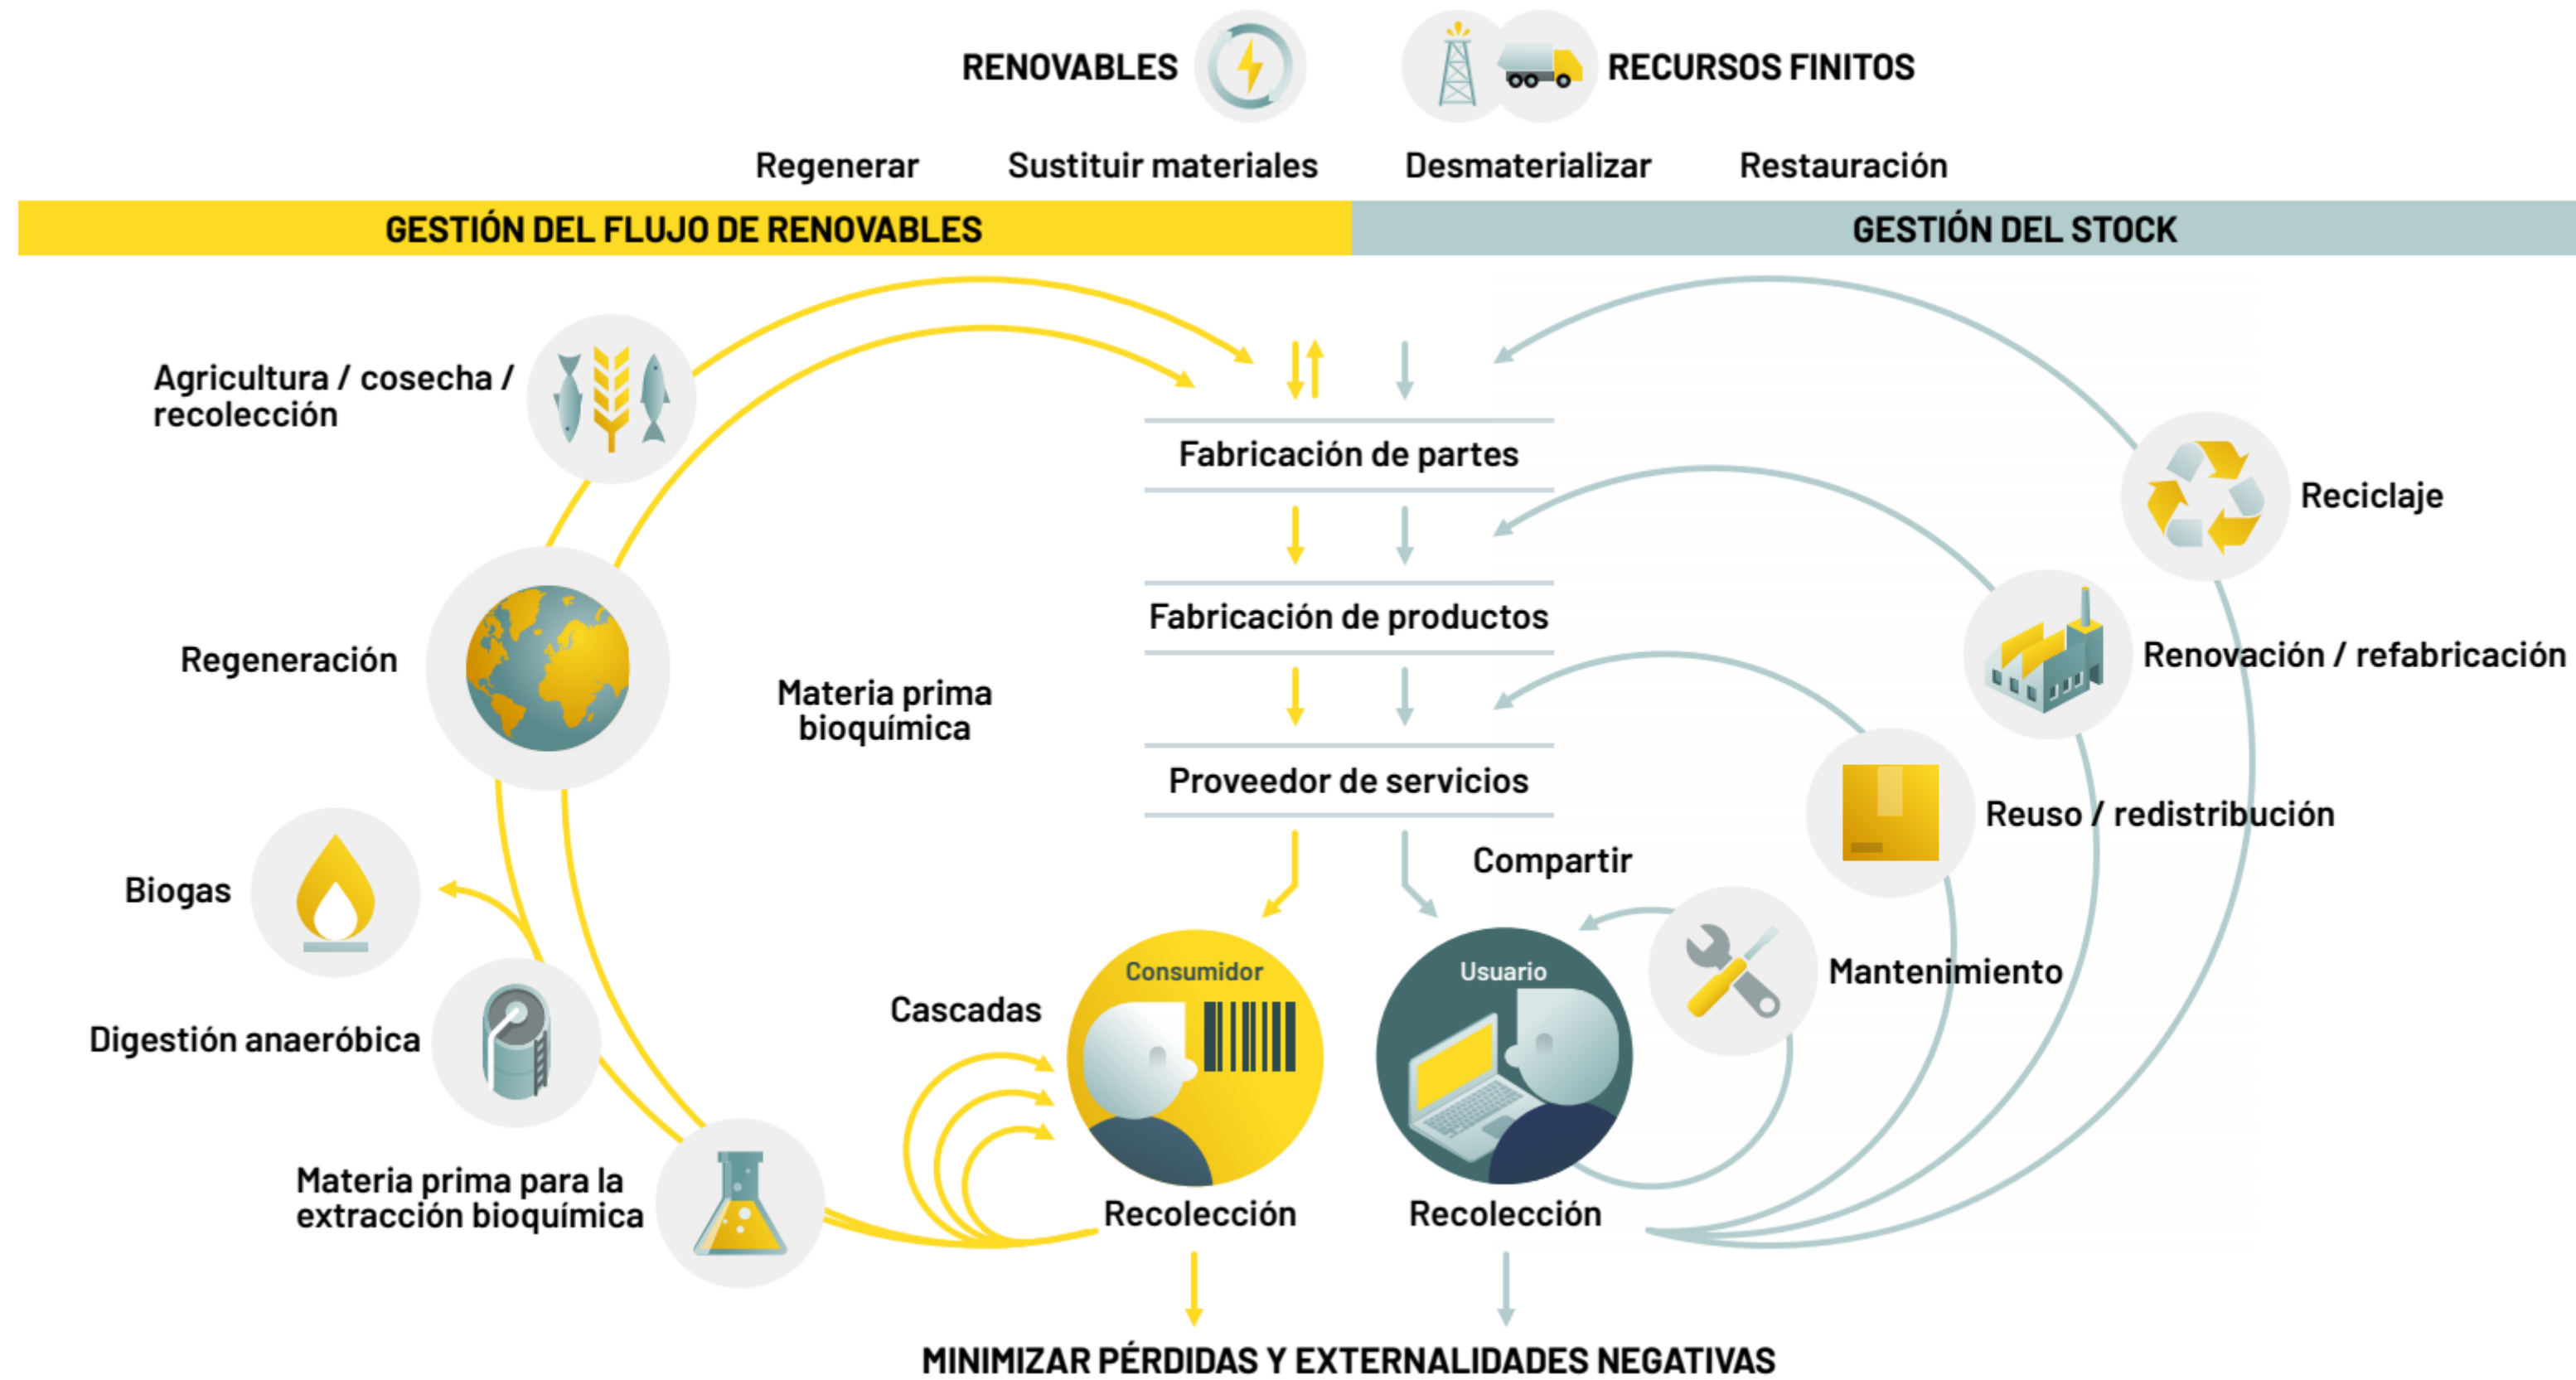 RENOVABLES
RECURSOS FINITOS
Regenerar
Sustituir materiales
Desmaterializar
Restauración
GESTIÓN DEL FLUJO DE RENOVABLES
GESTIÓN DEL STOCK
Agricultura / cosecha /
recolección
Regeneración
Materia prima
bioquímica
Biogas
Digestión anaeróbica
Materia prima para la
extracción bioquímica
Cascadas
Fabricación de partes
Fabricación de productos
Proveedor de servicios
Compartir
Consumidor
Usuario
Recolección
Recolección
Reciclaje
Renovación / refabricación
Reuso / redistribución
Mantenimiento
MINIMIZAR PÉRDIDAS Y EXTERNALIDADES NEGATIVAS